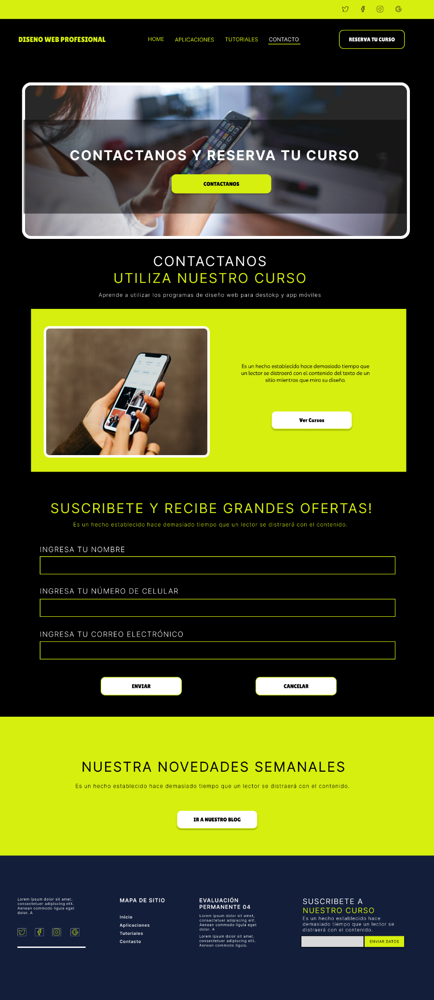 DISENO WEB PROFESIONAL
HOME
APLICACIONES
TUTORIALES
CONTACTO
RESERVA TU CURSO
CONTACTANOS Y RESERVA TU CURSO
CONTACTANOS
CONTACTANOS
UTILIZA NUESTRO CURSO
Aprende a utilizar los programas de diseño web para destokp y app móviles
Es un hecho establecido hace demasiado tiempo que
un lector se distraerá con el contenido del texto de un
sitio mientras que mira su diseño.
Ver Cursos
SUSCRIBETE Y RECIBE GRANDES OFERTAS!
Es un hecho establecido hace demasiado tiempo que un lector se distraerá con el contenido.
INGRESA TU NOMBRE
INGRESA TU NÚMERO DE CELULAR
INGRESA TU CORREO ELECTRÓNICO
ENVIAR
CANCELAR
NUESTRA NOVEDADES SEMANALES
Es un hecho establecido hace demasiado tiempo que un lector se distraerá con el contenido.
IR A NUESTRO BLOG
Lorem ipsum dolor sit amet,
consectetuer adipiscing elit.
Aenean commodo ligula eget
dolor. A
MAPA DE SITIO
Inicio
Aplicaciones
Tutoriales
Contacto
EVALUACIÓN
PERMANENTE 04
Lorem ipsum dolor sit amet,
consectetuer adipiscing elit.
Aenean commodo ligula eget
dolor. A
Lorem ipsum dolor sit amet,
consectetuer adipiscing elit.
Aenean commodo ligula.
SUSCRIBETE A
NUESTRO CURSO
Es un hecho establecido hace
demasiado tiempo que un lector se
distraerá con el contenido.
ENVIAR DATOS